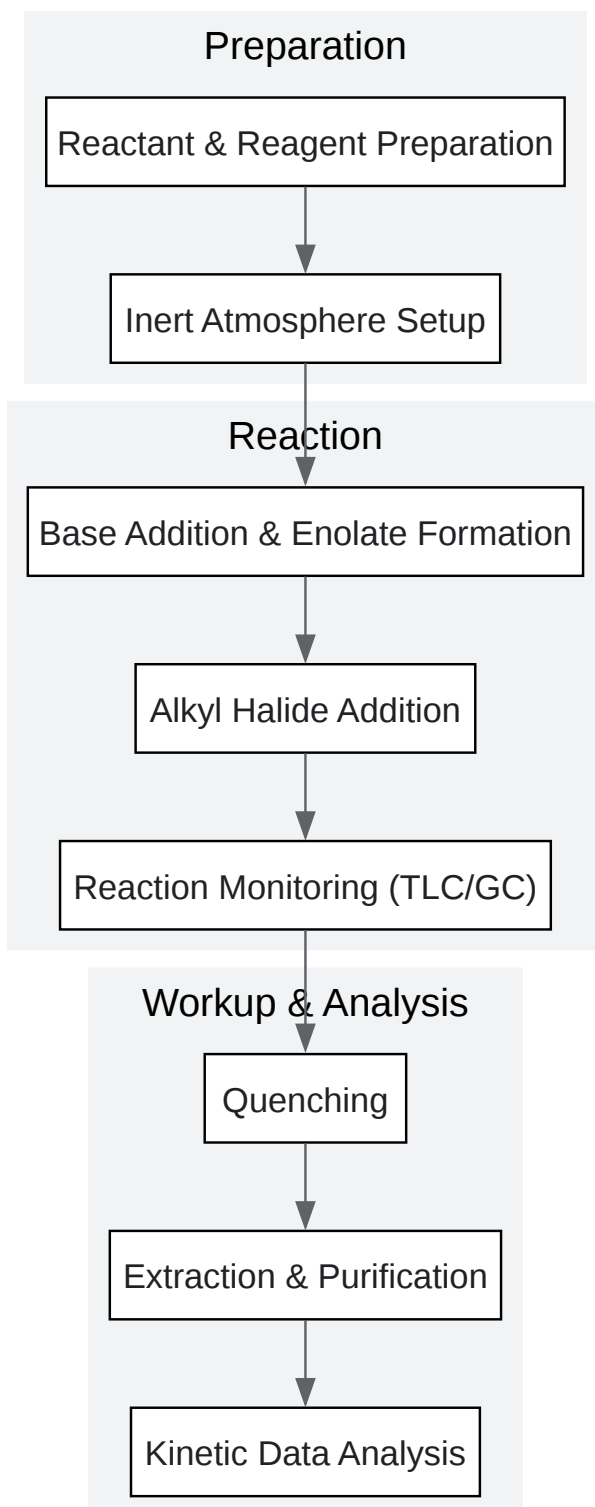 Preparation
Reactant & Reagent Preparation
Inert Atmosphere Setup
Reaction
Base Addition & Enolate Formation
Alkyl Halide Addition
Reaction Monitoring (TLC/GC)
Workup & Analysis
Quenching
Extraction & Purification
Kinetic Data Analysis